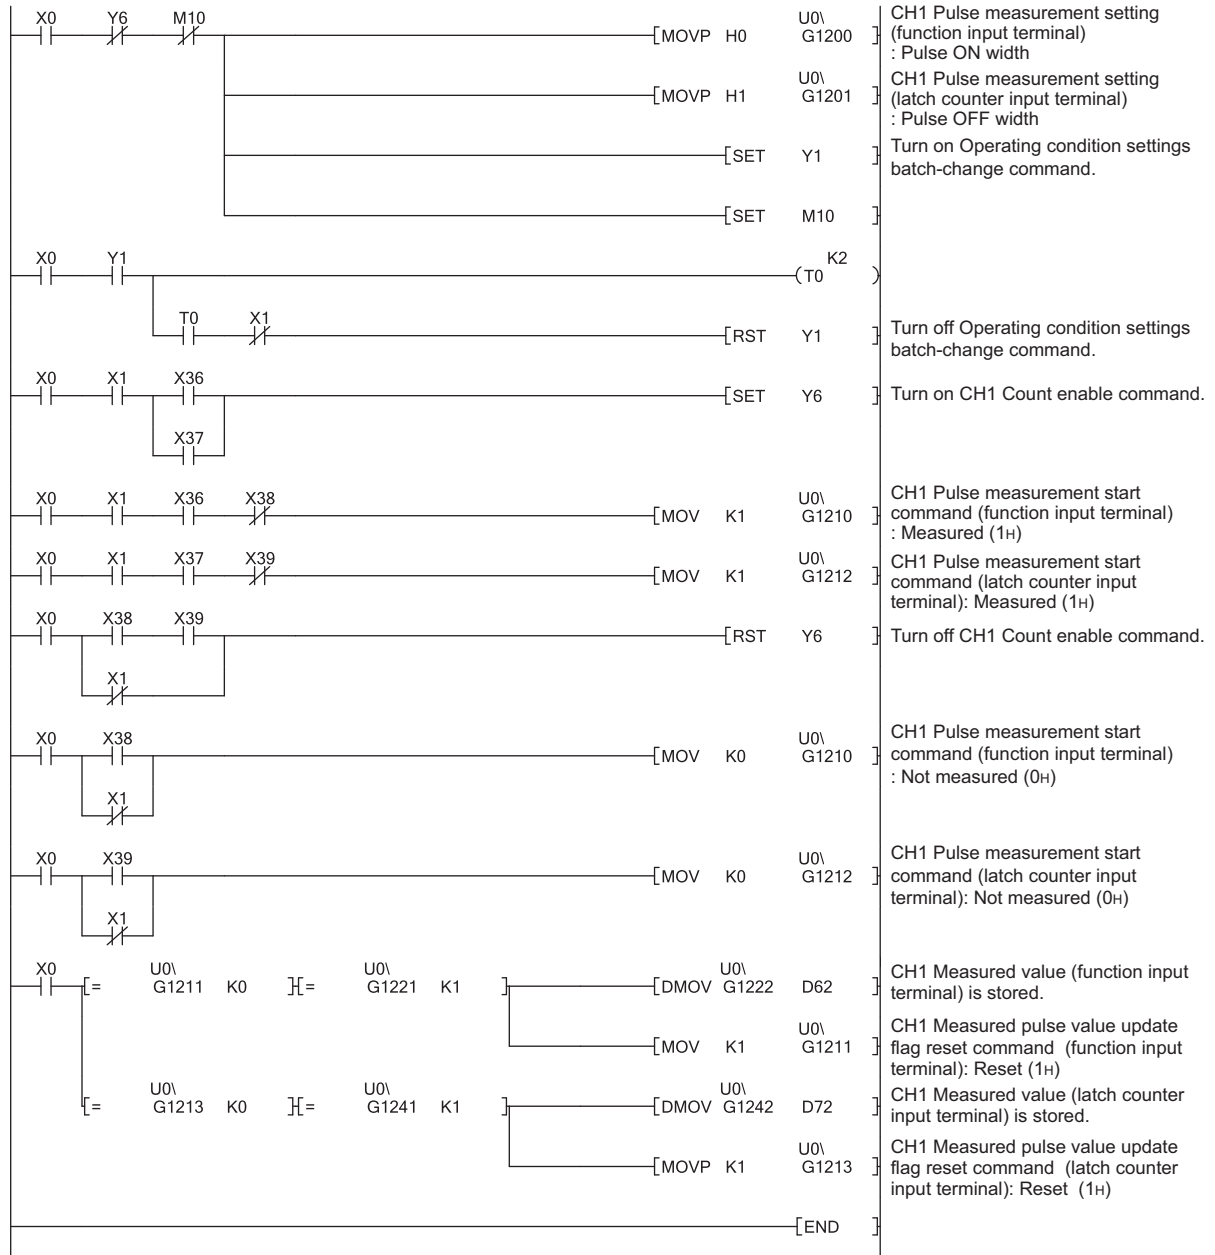 X0 Y6 M10 U0\
[MOVP H0 G1200 ]
CH1 Pulse measurement setting
(function input terminal)
: Pulse ON width
U0\
[MOVP H1 G1201 ]
CH1 Pulse measurement setting
(latch counter input terminal)
: Pulse OFF width
[SET Y1 ]
Turn on Operating condition settings
batch-change command.
[SET M10 ]
X0 Y1 K2
(T0 )
T0 X1
[RST Y1 ]
Turn off Operating condition settings
batch-change command.
X0 X1 X36
[SET Y6 ] Turn on CH1 Count enable command.
X37
X0 X1 X36 X38 U0\
[MOV K1 G1210 ]
CH1 Pulse measurement start
command (function input terminal)
: Measured (1H)
X0 X1 X37 X39 U0\
[MOV K1 G1212 ]
CH1 Pulse measurement start
command (latch counter input
terminal): Measured (1H)
X0 X38 X39
[RST Y6 ] Turn off CH1 Count enable command.
X1
X0 X38 U0\
[MOV K0 G1210 ]
CH1 Pulse measurement start
command (function input terminal)
: Not measured (0H)
X1
X0 X39 U0\
[MOV K0 G1212 ]
CH1 Pulse measurement start
command (latch counter input
terminal): Not measured (0H)
X1
X0 U0\ U0\ U0\
[= G1211 K0 ][= G1221 K1 ] [DMOV G1222 D62 ]
CH1 Measured value (function input
terminal) is stored.
U0\
[MOV K1 G1211 ]
CH1 Measured pulse value update
flag reset command (function input
terminal): Reset (1H)
U0\ U0\ U0\
[= G1213 K0 ][= G1241 K1 ] [DMOV G1242 D72 ]
CH1 Measured value (latch counter
input terminal) is stored.
U0\
[MOVP K1 G1213 ]
CH1 Measured pulse value update
flag reset command (latch counter
input terminal): Reset (1H)
[END ]